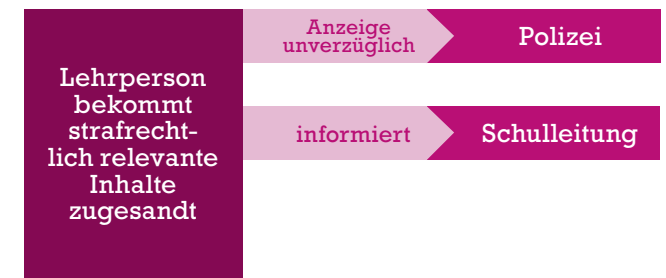 Lehrperson
bekommt
strafrecht-
lich relevante
Inhalte
zugesandt
Anzeige
unverzüglich
Polizei
informiert
Schulleitung